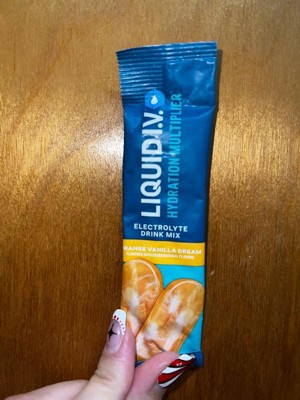 LIQUID I.V.
HYDRATION MULTIPLIER
ELECTROLYTE
DRINK MIX
ORANGE VANILLA DREAM